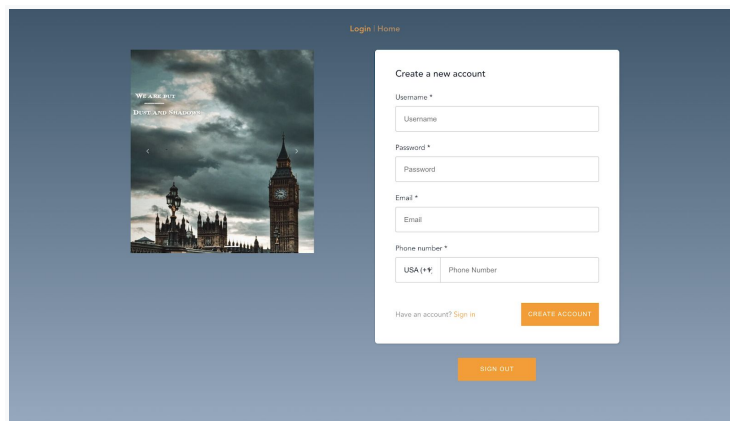 Login | Home
WE ARE BUT
DUST AND SHADOWS
Create a new account
Username *
Username
Password *
Password
Email *
Email
Phone number *
USA (+1)
Phone Number
Have an account? Sign in
CREATE ACCOUNT
SIGN OUT